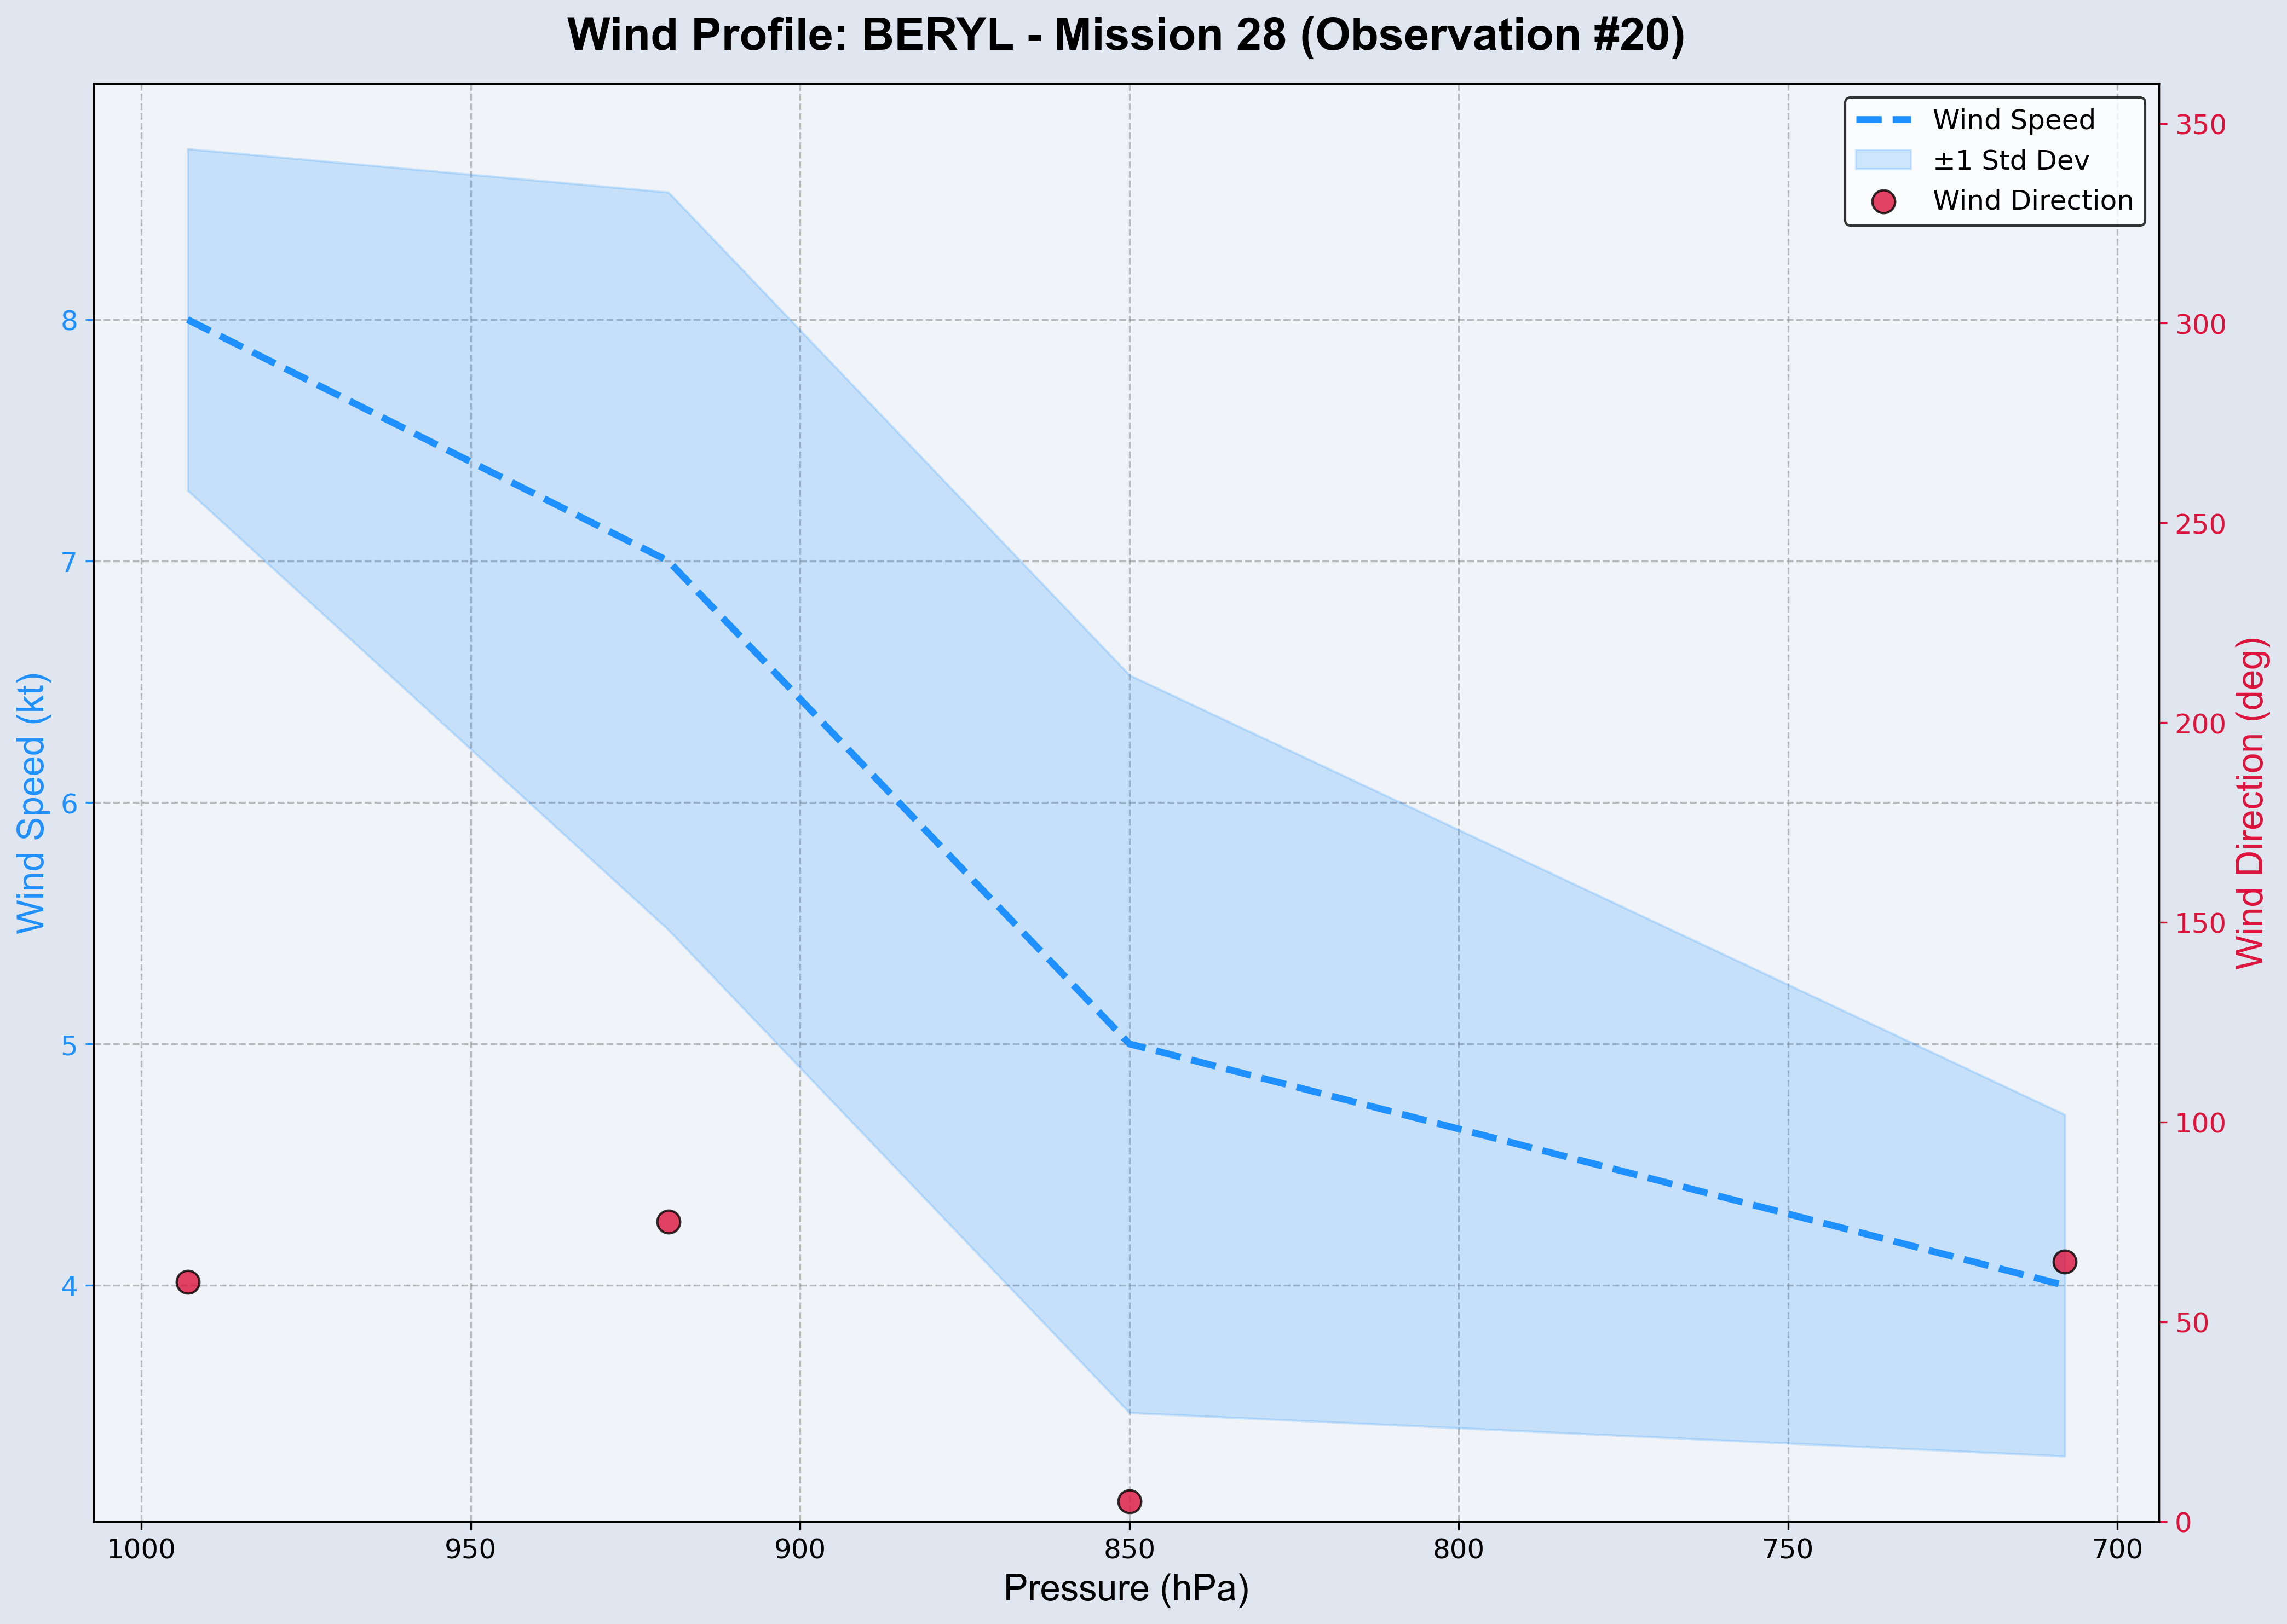 Wind Profile: BERYL - Mission 28 (Observation #20)
Wind Speed
±1 Std Dev
Wind Direction
Wind Speed (kt)
8
7
6
5
4
350
300
250
200
150
100
50
0
Wind Direction (deg)
1000 950 900 850 800 750 700
Pressure (hPa)